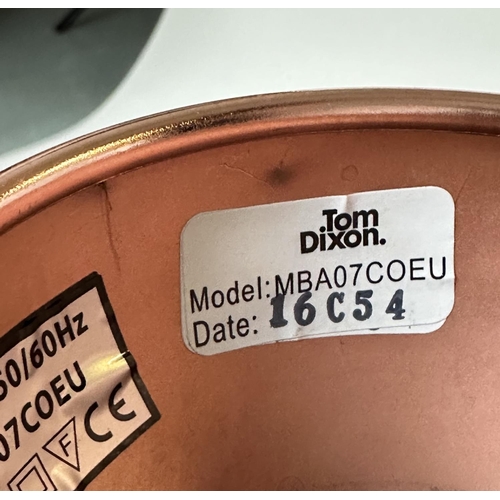 Tom
Dixon.
Model: MBA07COEU
Date: 16C54
50/60Hz
07COEU
F CE